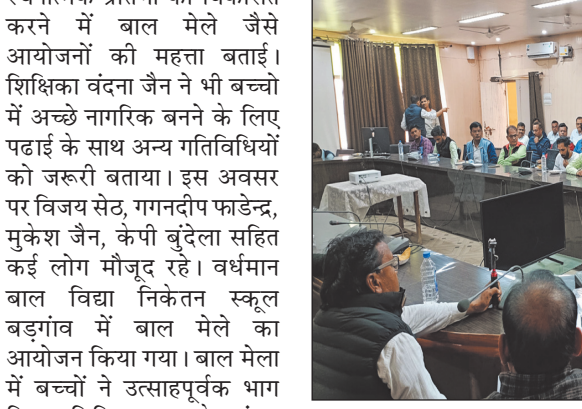 करने में बाल मेले जैसे
आयोजनों की महत्ता बताई।
शिक्षिका वंदना जैन ने भी बच्चो
में अच्छे नागरिक बनने के लिए
पढाई के साथ अन्य गतिविधियों
को जरूरी बताया। इस अवसर
पर विजय सेठ, गगनदीप फाडेन्द्र,
मुकेश जैन, केपी बुंदेला सहित
कई लोग मौजूद रहे। वर्धमान
बाल विद्या निकेतन स्कूल
बड़गांव में बाल मेले का
आयोजन किया गया। बाल मेला
में बच्चों ने उत्साहपूर्वक भाग